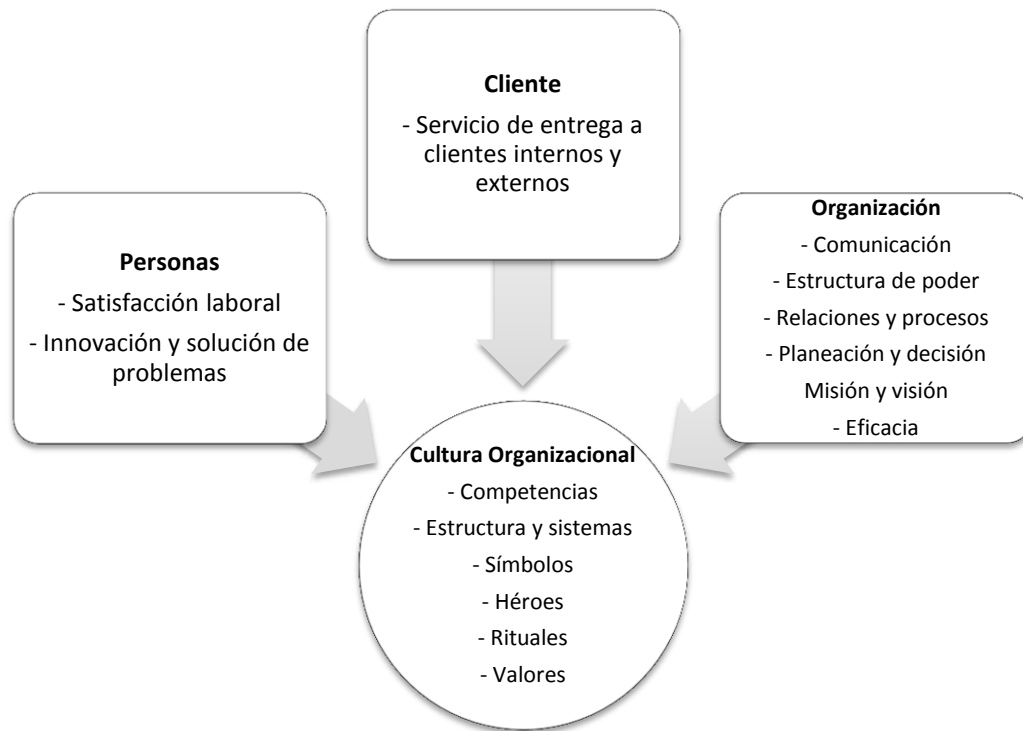 Cliente
- Servicio de entrega a
clientes internos y
externos
Personas
- Satisfacción laboral
- Innovación y solución de
problemas
Organización
- Comunicación
- Estructura de poder
- Relaciones y procesos
- Planeación y decisión
Misión y visión
- Eficacia
Cultura Organizacional
- Competencias
- Estructura y sistemas
- Símbolos
- Héroes
- Rituales
- Valores